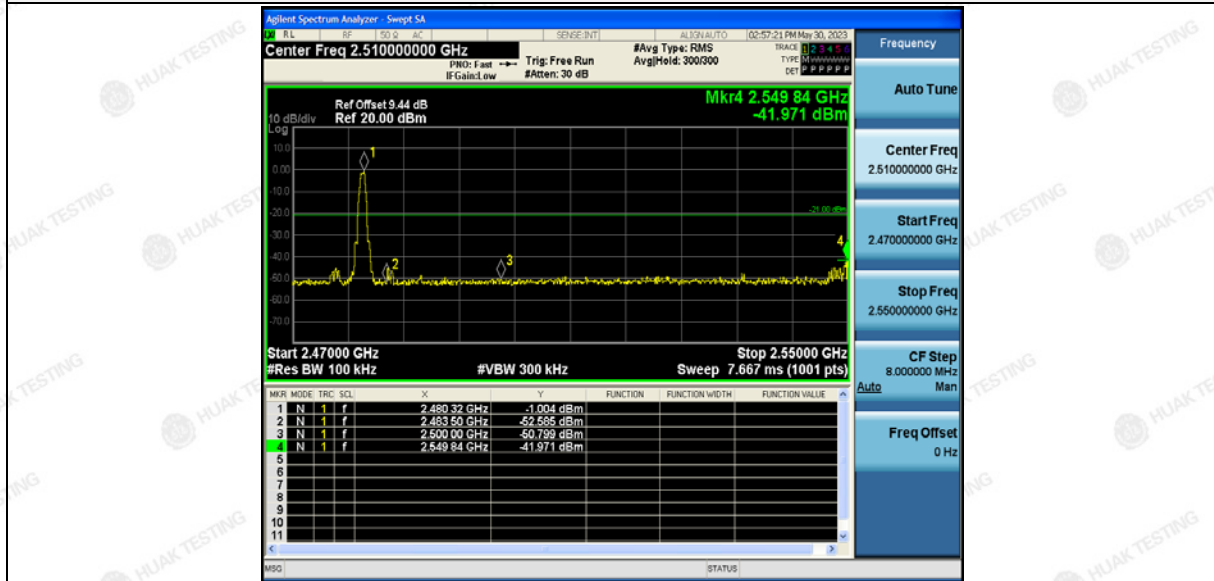 Agilent Spectrum Analyzer - Swept SA
RL RF 50 Ω AC SENSE:INT ALIGN AUTO 02:57:21 PM May 30, 2023
Center Freq 2.510000000 GHz
PNO: Fast
IFGain:Low
Trig: Free Run
#Atten: 30 dB
#Avg Type: RMS
Avg|Hold: 300/300
TRACE 1 2 3 4 5 6
TYPE M
DET P P P P P P
Ref Offset 9.44 dB
10 dB/div Ref 20.00 dBm
Log
Mkr4 2.549 84 GHz
-41.971 dBm
10.0
0.00
-10.0
-20.0
-30.0
-40.0
-50.0
-60.0
-70.0
1
2
3
4
-21.00 dBm
Start 2.47000 GHz Stop 2.55000 GHz
#Res BW 100 kHz #VBW 300 kHz Sweep 7.667 ms (1001 pts)
MKR MODE TRC SCL X Y FUNCTION FUNCTION WIDTH FUNCTION VALUE
1 N 1 f 2.480 32 GHz -1.004 dBm
2 N 1 f 2.483 50 GHz -52.585 dBm
3 N 1 f 2.500 00 GHz -50.799 dBm
4 N 1 f 2.549 84 GHz -41.971 dBm
5
6
7
8
9
10
11
MSG STATUS
Frequency
Auto Tune
Center Freq
2.510000000 GHz
Start Freq
2.470000000 GHz
Stop Freq
2.550000000 GHz
CF Step
8.000000 MHz
Auto Man
Freq Offset
0 Hz
HUAK TESTING
HUAK TESTING
HUAK TESTING
HUAK TESTING
HUAK TESTING
HUAK TESTING